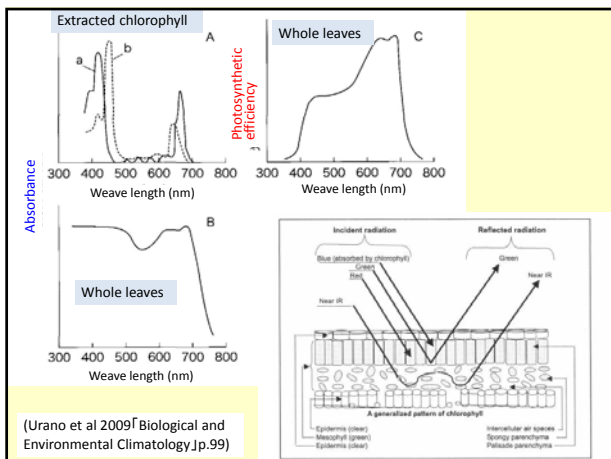 Extracted chlorophyll
A
a
b
300 400 500 600 700 800
Weave length (nm)
Whole leaves
C
Photosynthetic
efficiency
300 400 500 600 700 800
Weave length (nm)
Absorbance
B
Whole leaves
300 400 500 600 700 800
Weave length (nm)
Incident radiation
Reflected radiation
Blue (absorbed by chlorophyll)
Green
Red
Near IR
Green
Near IR
A generalized pattern of chlorophyll
Epidermis (clear)
Mesophyll (green)
Epidermis (clear)
Intercellular air spaces
Spongy parenchyma
Palisade parenchyma
(Urano et al 2009「Biological and
Environmental Climatology」p.99)